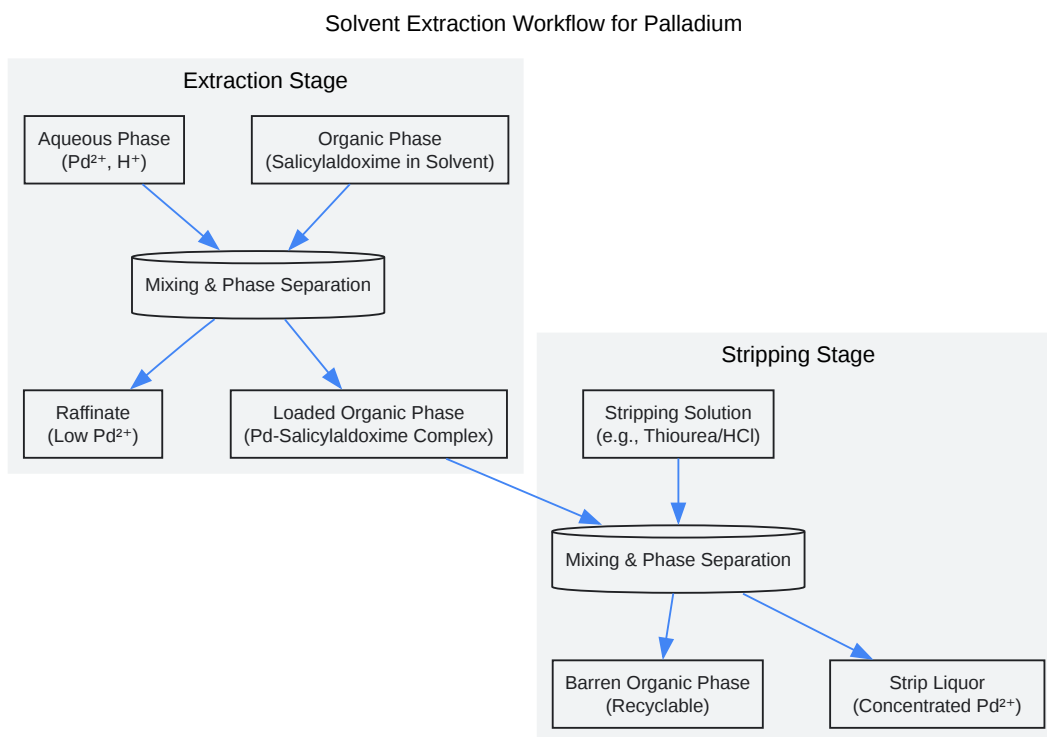 Solvent Extraction Workflow for Palladium
Extraction Stage
Aqueous Phase
(Pd²⁺, H⁺)
Organic Phase
(Salicylaldoxime in Solvent)
Mixing & Phase Separation
Raffinate
(Low Pd²⁺)
Loaded Organic Phase
(Pd-Salicylaldoxime Complex)
Stripping Stage
Stripping Solution
(e.g., Thiourea/HCl)
Mixing & Phase Separation
Barren Organic Phase
(Recyclable)
Strip Liquor
(Concentrated Pd²⁺)